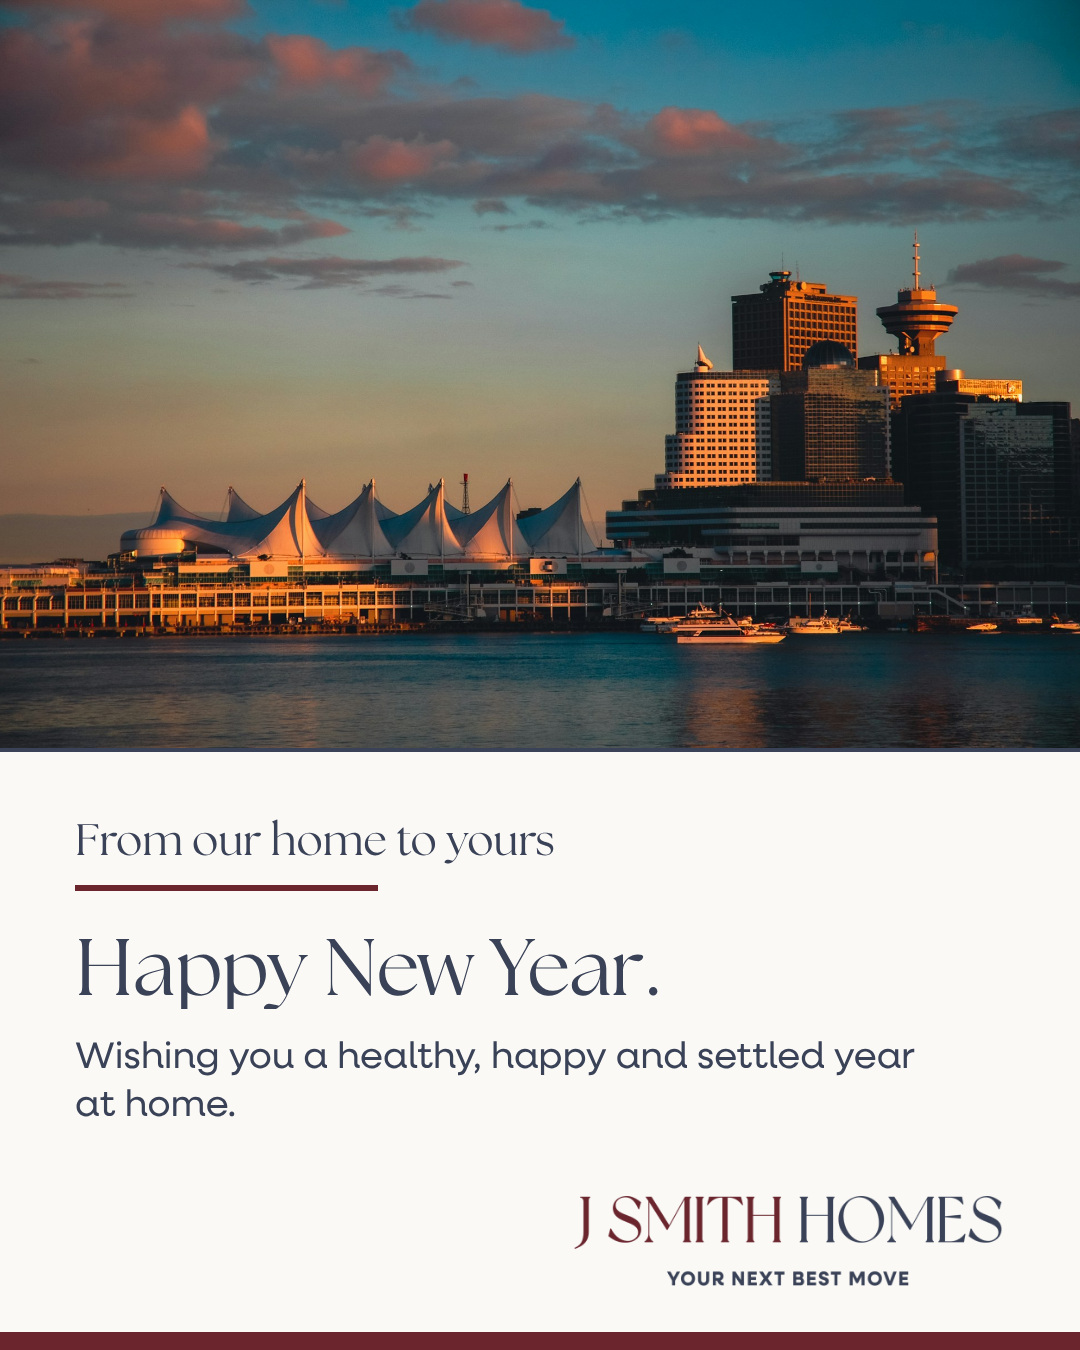 From our home to yours
Happy New Year.
Wishing you a healthy, happy and settled year
at home.
J SMITH HOMES
YOUR NEXT BEST MOVE